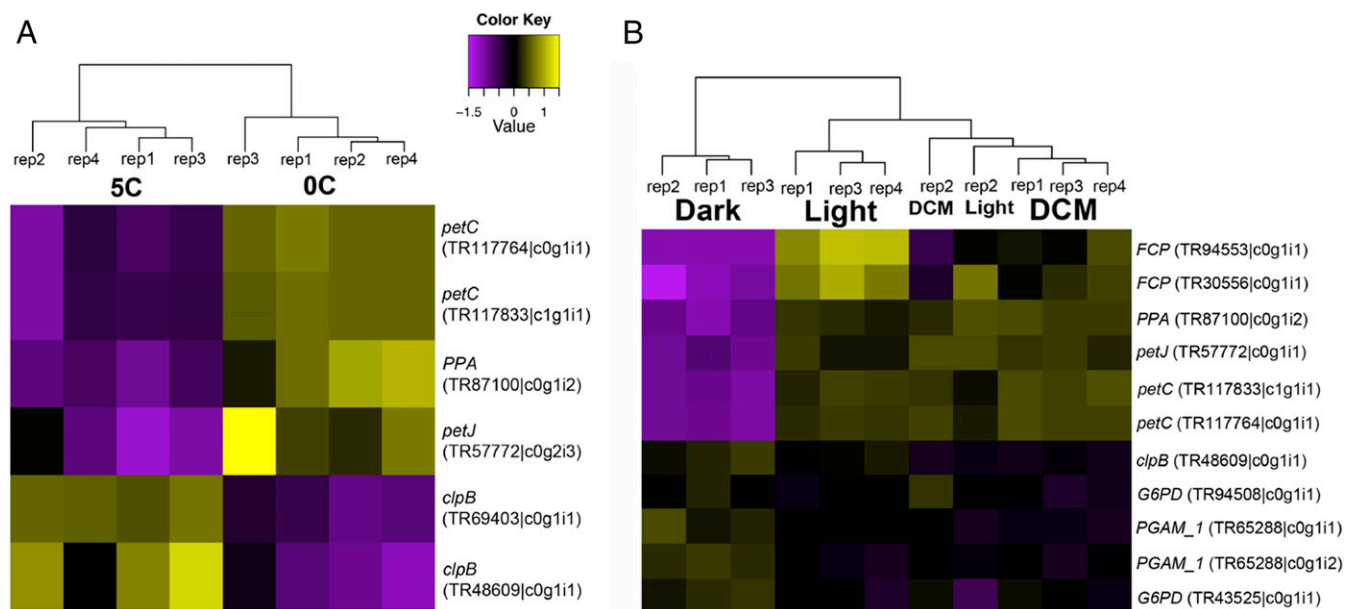 A
Color Key
-1.5 0 1
Value
rep2 rep4 rep1 rep3 rep3 rep1 rep2 rep4
5C 0C
petC
(TR117764|c0g1i1)
petC
(TR117833|c1g1i1)
PPA
(TR87100|c0g1i2)
petJ
(TR57772|c0g2i3)
clpB
(TR69403|c0g1i1)
clpB
(TR48609|c0g1i1)
B
rep2 rep1 rep3 rep1 rep3 rep4 rep2 rep2 rep1 rep3 rep4
Dark Light DCM Light DCM
FCP (TR94553|c0g1i1)
FCP (TR30556|c0g1i1)
PPA (TR87100|c0g1i2)
petJ (TR57772|c0g1i1)
petC (TR117833|c1g1i1)
petC (TR117764|c0g1i1)
clpB (TR48609|c0g1i1)
G6PD (TR94508|c0g1i1)
PGAM_1 (TR65288|c0g1i1)
PGAM_1 (TR65288|c0g1i2)
G6PD (TR43525|c0g1i1)